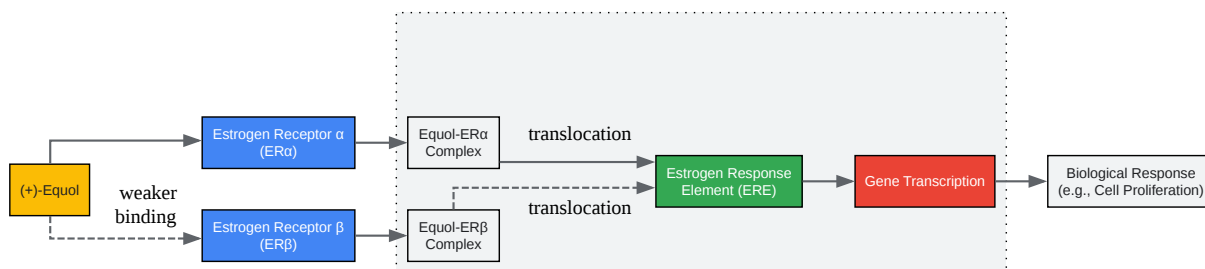 (+)-Equol
weaker
binding
Estrogen Receptor α
(ERα)
Estrogen Receptor β
(ERβ)
Equol-ERα
Complex
Equol-ERβ
Complex
translocation
translocation
Estrogen Response
Element (ERE)
Gene Transcription
Biological Response
(e.g., Cell Proliferation)